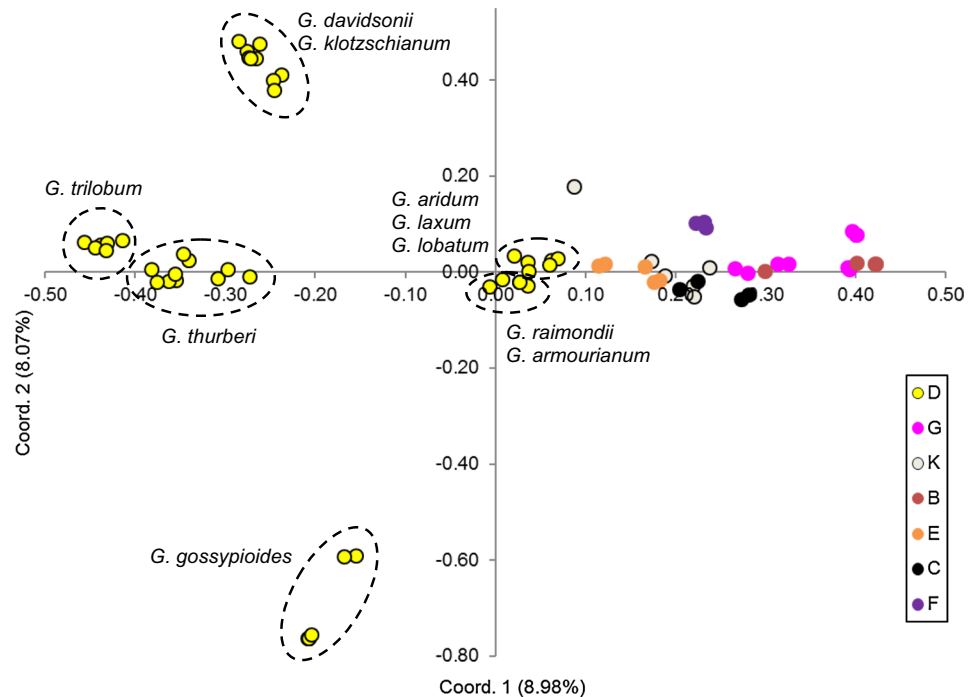 G. davidsonii
G. klotzschianum
0.40
G. trilobum
G. aridum
G. laxum
G. lobatum
0.20
0.00
-0.50
-0.40
-0.30
-0.20
-0.10
0.00
0.10
0.20
0.30
0.40
0.50
G. thurberi
G. raimondii
G. armourianum
-0.20
Coord. 2 (8.07%)
-0.40
G. gossypioides
-0.60
-0.80
Coord. 1 (8.98%)
D
G
K
B
E
C
F